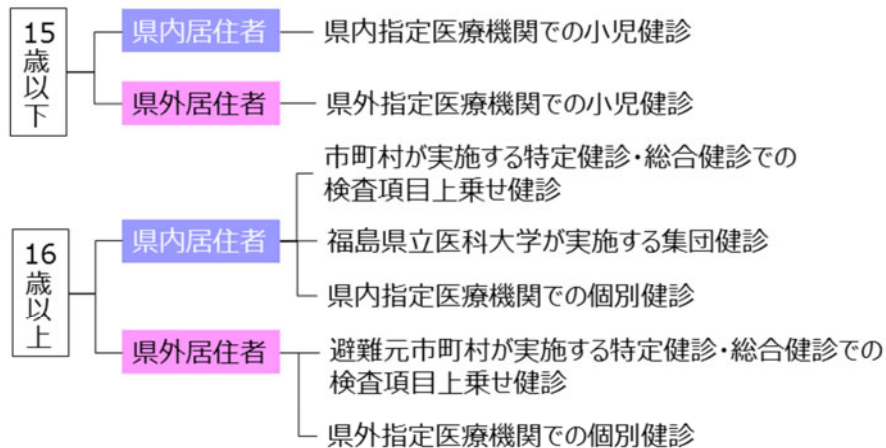 15歳以下
県内居住者
県内指定医療機関での小児健診
県外居住者
県外指定医療機関での小児健診
16歳以上
県内居住者
市町村が実施する特定健診・総合健診での
検査項目上乗せ健診
福島県立医科大学が実施する集団健診
県内指定医療機関での個別健診
県外居住者
避難元市町村が実施する特定健診・総合健診での
検査項目上乗せ健診
県外指定医療機関での個別健診